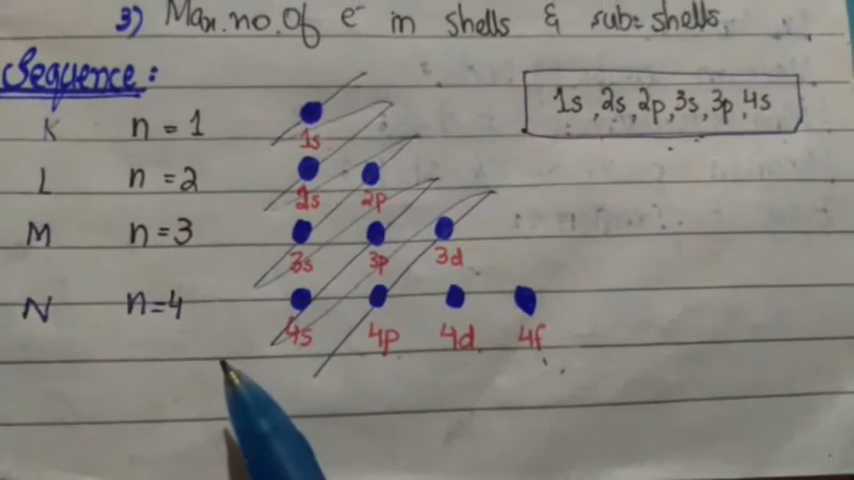 3) Max. no. Of e⁻ in shells & sub-shells
Sequence:
1s, 2s, 2p, 3s, 3p, 4s
K n = 1 1s
L n = 2 2s 2p
M n = 3 3s 3p 3d
N n = 4 4s 4p 4d 4f